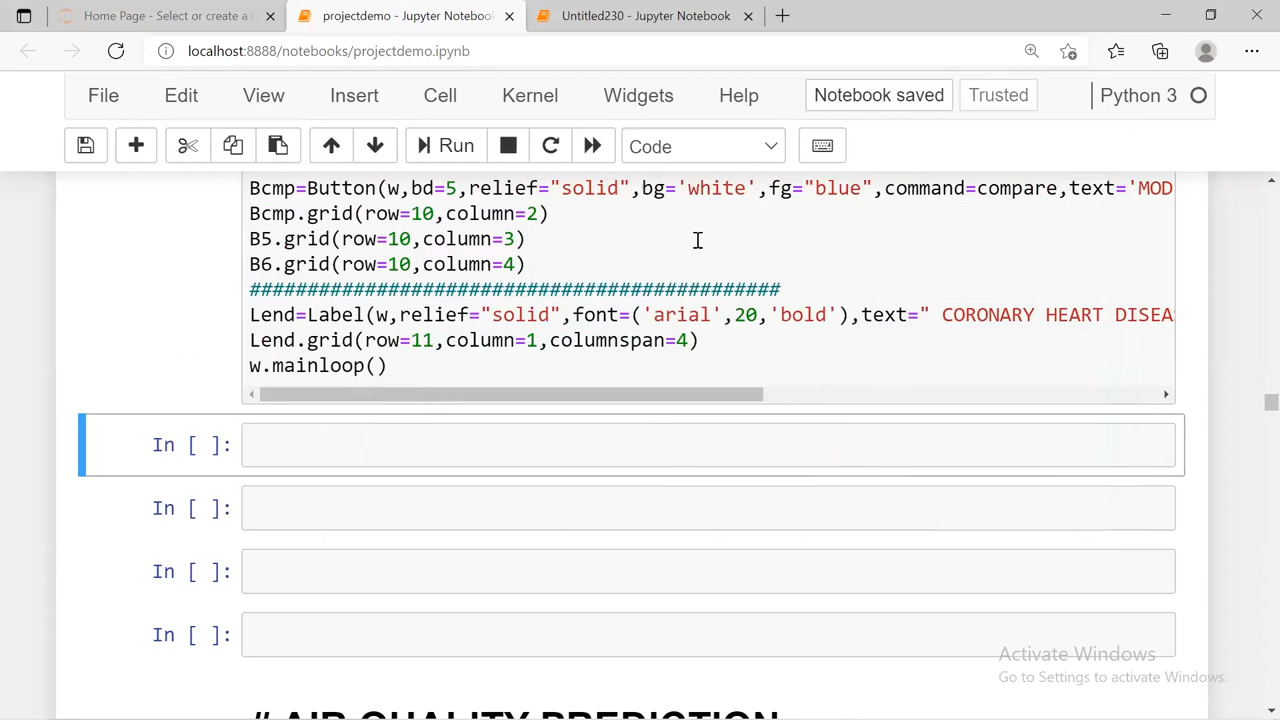 Home Page - Select or create a r
projectdemo - Jupyter Notebook
Untitled230 - Jupyter Notebook
localhost:8888/notebooks/projectdemo.ipynb
File Edit View Insert Cell Kernel Widgets Help Notebook saved Trusted Python 3
Run Code
Bcmp=Button(w,bd=5,relief="solid",bg='white',fg="blue",command=compare,text='MOD
Bcmp.grid(row=10,column=2)
B5.grid(row=10,column=3)
B6.grid(row=10,column=4)
##############################################
Lend=Label(w,relief="solid",font=('arial',20,'bold'),text=" CORONARY HEART DISEA
Lend.grid(row=11,column=1,columnspan=4)
w.mainloop()
In [ ]:
In [ ]:
In [ ]:
In [ ]:
Activate Windows
Go to Settings to activate Windows.
# AIR QUALITY PREDICTION